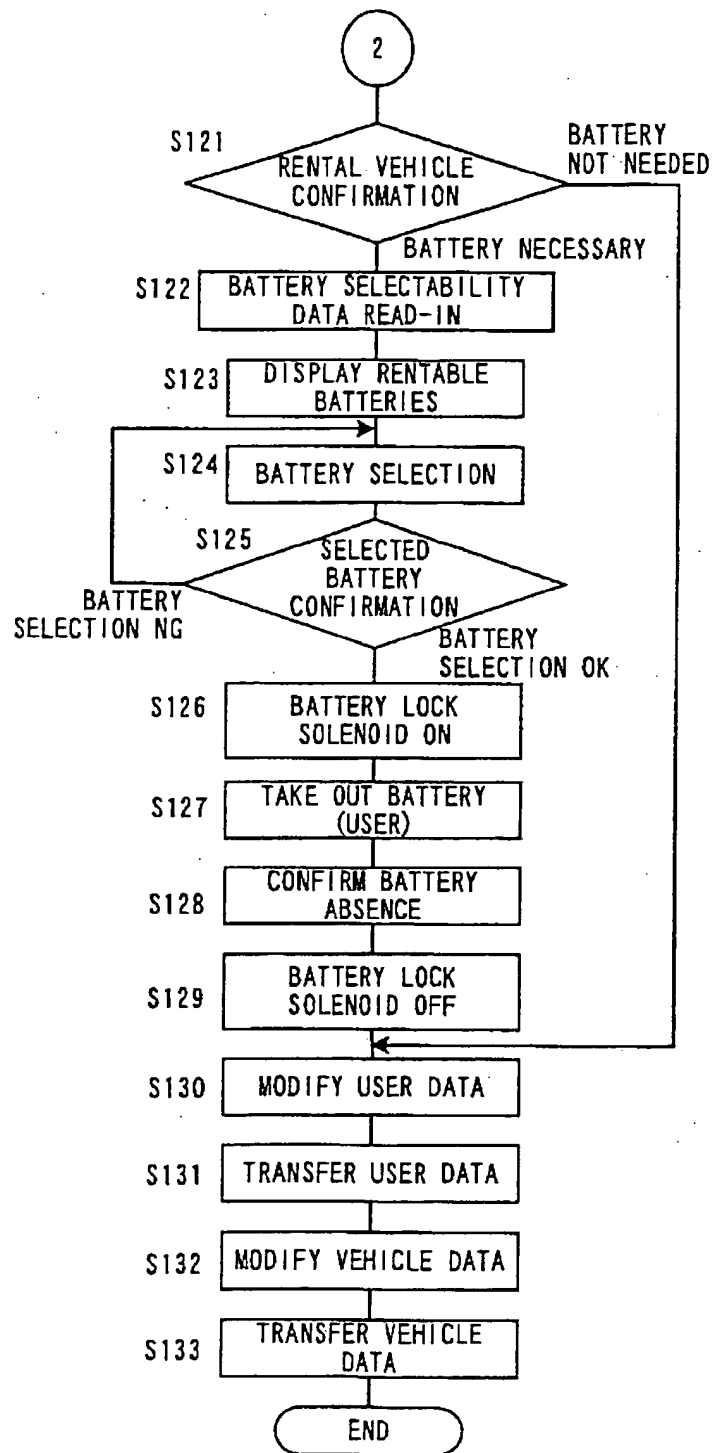 2
S121
BATTERY
NOT NEEDED
RENTAL VEHICLE
CONFIRMATION
BATTERY NECESSARY
S122
BATTERY SELECTABILITY
DATA READ-IN
S123
DISPLAY RENTABLE
BATTERIES
S124
BATTERY SELECTION
S125
SELECTED
BATTERY
CONFIRMATION
BATTERY
SELECTION NG
BATTERY
SELECTION OK
S126
BATTERY LOCK
SOLENOID ON
S127
TAKE OUT BATTERY
(USER)
S128
CONFIRM BATTERY
ABSENCE
S129
BATTERY LOCK
SOLENOID OFF
S130
MODIFY USER DATA
S131
TRANSFER USER DATA
S132
MODIFY VEHICLE DATA
S133
TRANSFER VEHICLE
DATA
END